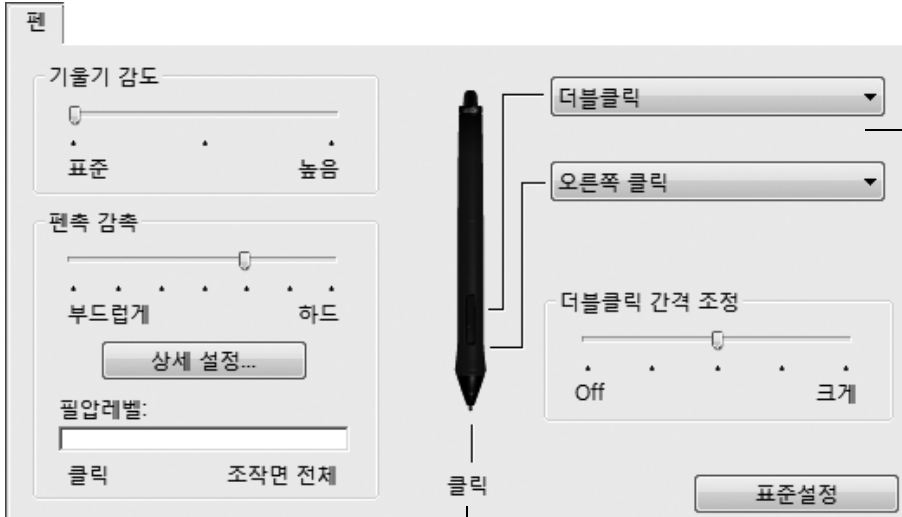 펜
기울기 감도
표준 높음
펜촉 감촉
부드럽게 하드
상세 설정...
필압레벨:
클릭 조작면 전체
더블클릭
오른쪽 클릭
클릭
더블클릭 간격 조정
Off 크게
표준설정